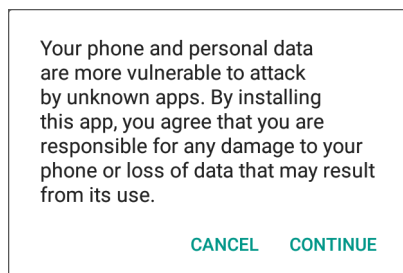 Your phone and personal data
are more vulnerable to attack
by unknown apps. By installing
this app, you agree that you are
responsible for any damage to your
phone or loss of data that may result
from its use.
CANCEL CONTINUE